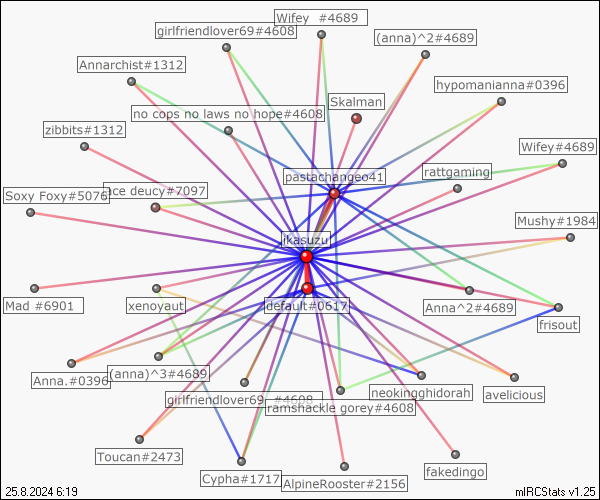 Wifey  #4689
girlfriendlover69#4608
(anna)^2#4689
Annarchist#1312
hypomanianna#0396
Skalman
no cops no laws no hope#4608
zibbits#1312
Wifey#4689
rattgaming
pastachangeo41
ace deucy#7097
Soxy Foxy#5076
Mushy#1984
ikasuzu
Mad #6901
xenoyaut
default#0617
Anna^2#4689
frisout
Anna.#0396
(anna)^3#4689
neokingghidorah
avelicious
girlfriendlover69  #4608
ramshackle gorey#4608
Toucan#2473
Cypha#1717
AlpineRooster#2156
fakedingo
25.8.2024 6:19
mIRCStats v1.25